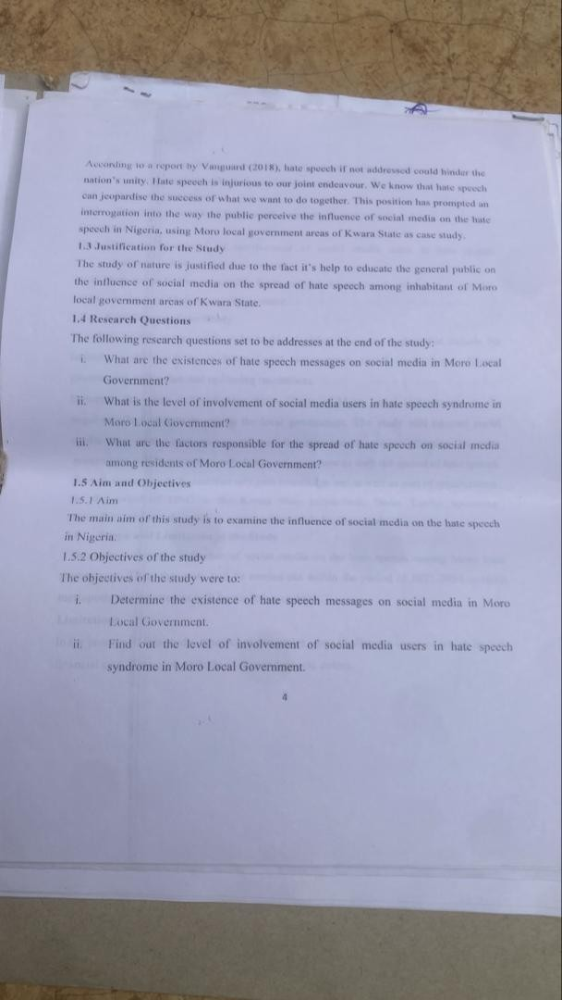 According to a report by Vanguard (2018), hate speech if not addressed could hinder the
nation's unity. Hate speech is injurious to our joint endeavour. We know that hate speech
can jeopardise the success of what we want to do together. This position has prompted an
interrogation into the way the public perceive the influence of social media on the hate
speech in Nigeria, using Moro local government areas of Kwara State as case study.
1.3 Justification for the Study
The study of nature is justified due to the fact it's help to educate the general public on
the influence of social media on the spread of hate speech among inhabitant of Moro
local government areas of Kwara State.
1.4 Research Questions
The following research questions set to be addresses at the end of the study:
i. What are the existences of hate speech messages on social media in Moro Local
Government?
ii. What is the level of involvement of social media users in hate speech syndrome in
Moro Local Government?
iii. What are the factors responsible for the spread of hate speech on social media
among residents of Moro Local Government?
1.5 Aim and Objectives
1.5.1 Aim
The main aim of this study is to examine the influence of social media on the hate speech
in Nigeria.
1.5.2 Objectives of the study
The objectives of the study were to:
i. Determine the existence of hate speech messages on social media in Moro
Local Government.
ii. Find out the level of involvement of social media users in hate speech
syndrome in Moro Local Government.
4